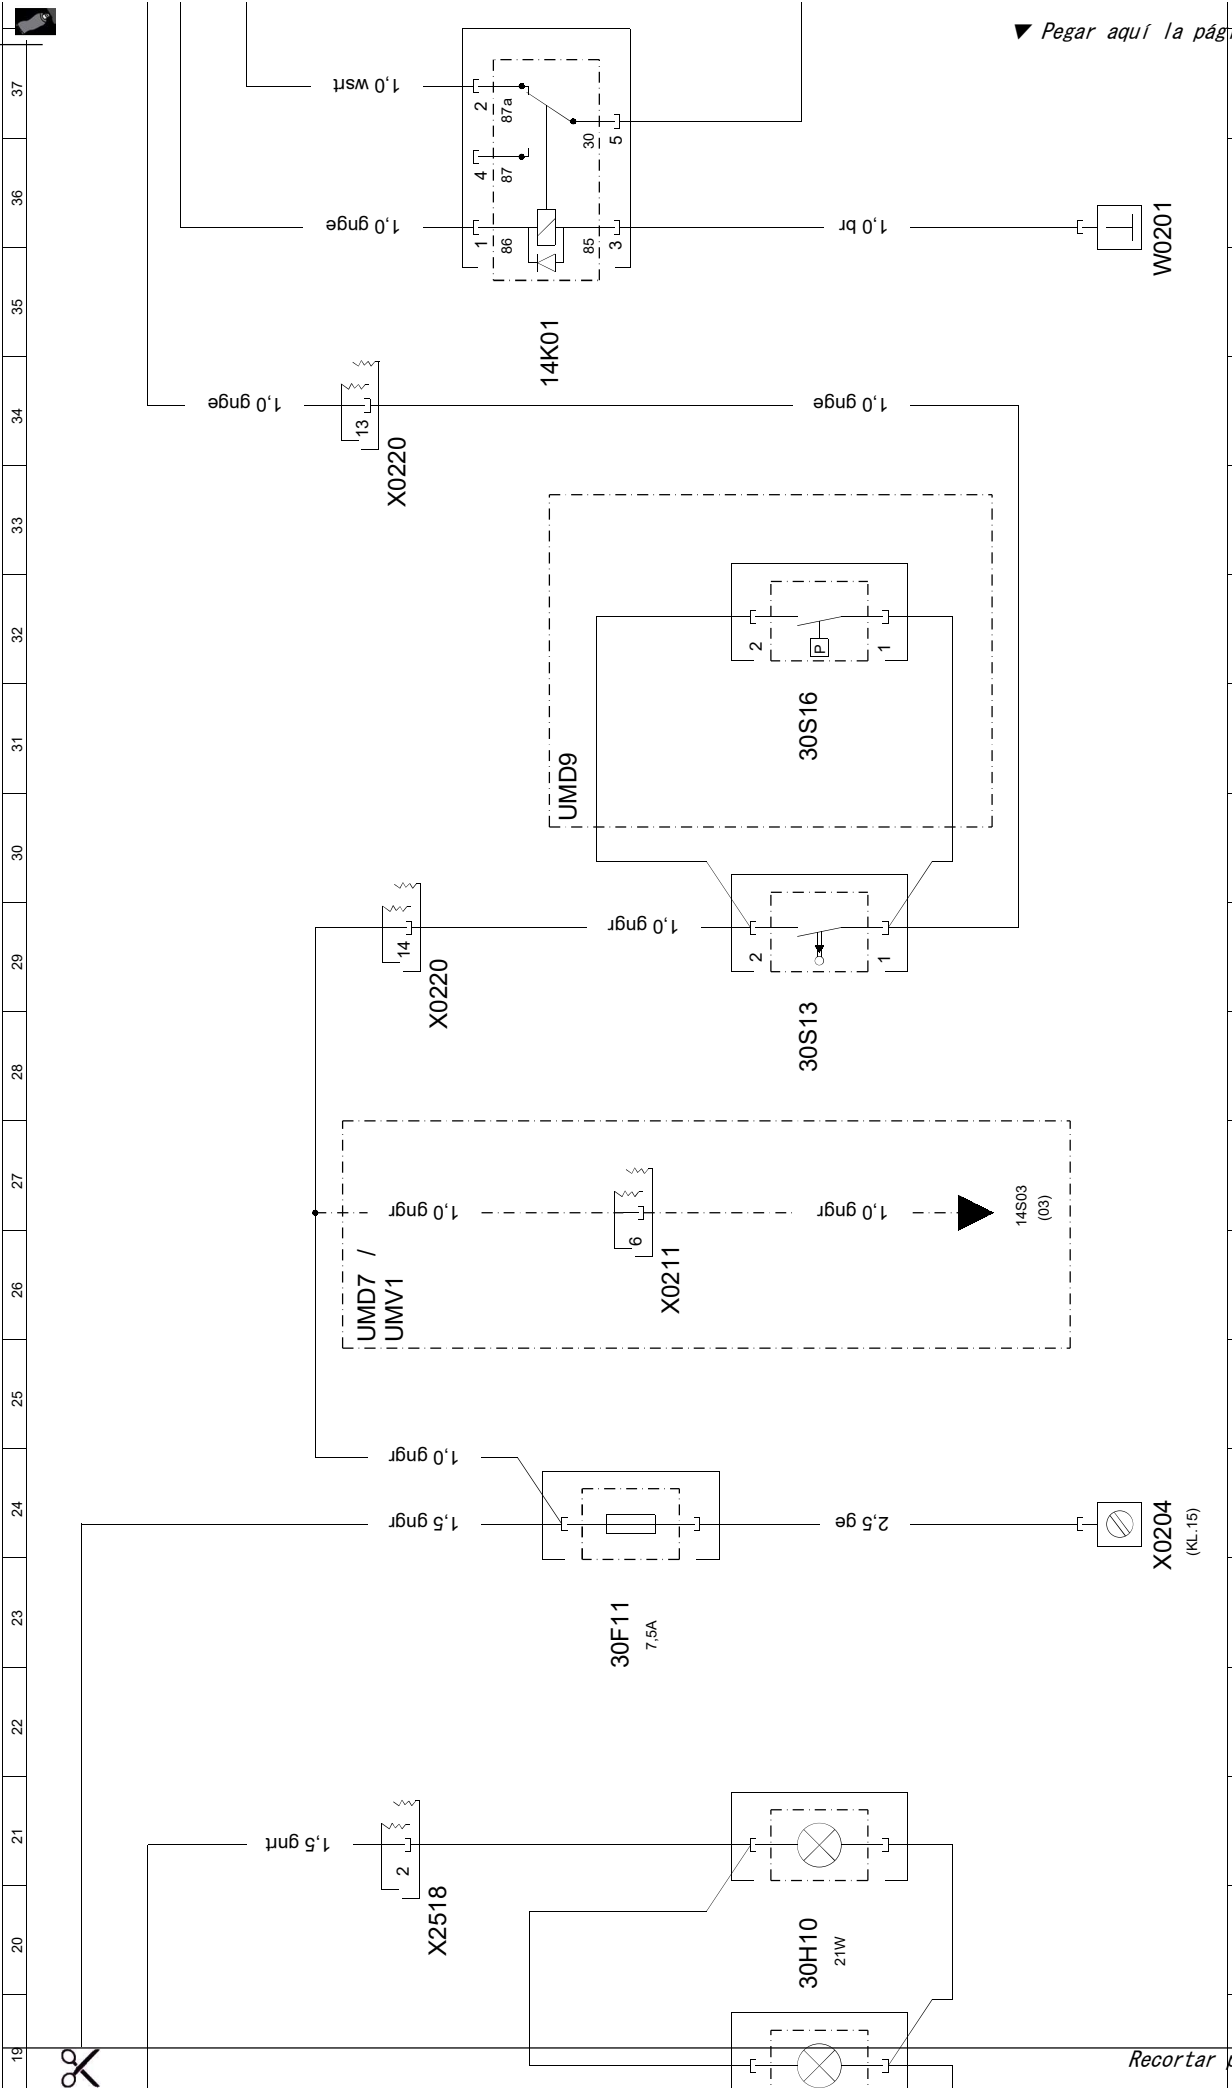 ▼ Pegar aquí la pág
37
36
35
34
33
32
31
30
29
28
27
26
25
24
23
22
21
20
19
1,0 wsrt
2
87a
30
5
4
87
1,0 gnge
1
86
85
3
1,0 br
W0201
14K01
1,0 gnge
13
X0220
1,0 gnge
2
P
1
30S16
UMD9
14
X0220
1,0 gngr
2
1
30S13
1,0 gngr
6
X0211
1,0 gngr
14S03
(03)
UMD7 /
UMV1
1,0 gngr
1,5 gngr
2,5 ge
X0204
(KL.15)
30F11
7,5A
1,5 gnrt
2
X2518
30H10
21W
Recortar p